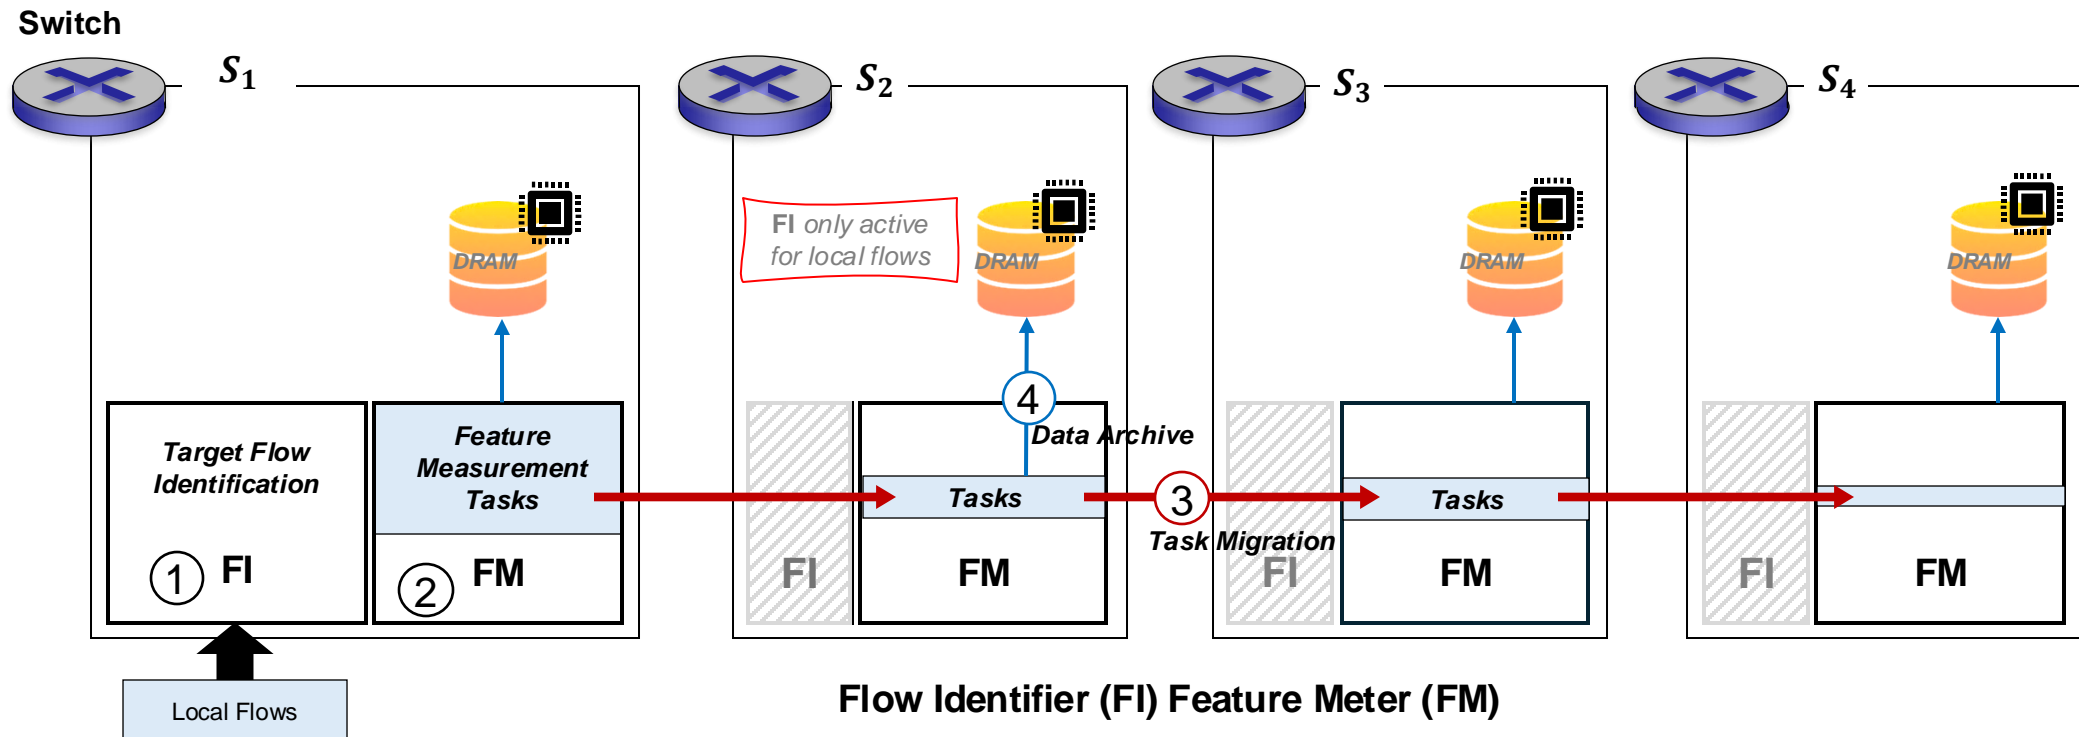 Switch
S1
S2
S3
S4
FI only active
for local flows
DRAM
DRAM
DRAM
DRAM
Target Flow
Identification
1 FI
Feature
Measurement
Tasks
2 FM
4
Data Archive
Tasks
FI
FM
3
Task Migration
Tasks
FI
FM
FI
FM
Local Flows
Flow Identifier (FI) Feature Meter (FM)